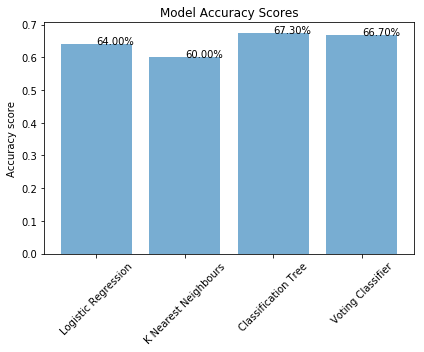 Model Accuracy Scores
Accuracy score
0.7
0.6
0.5
0.4
0.3
0.2
0.1
0.0
64.00%
60.00%
67.30%
66.70%
Logistic Regression
K Nearest Neighbours
Classification Tree
Voting Classifier